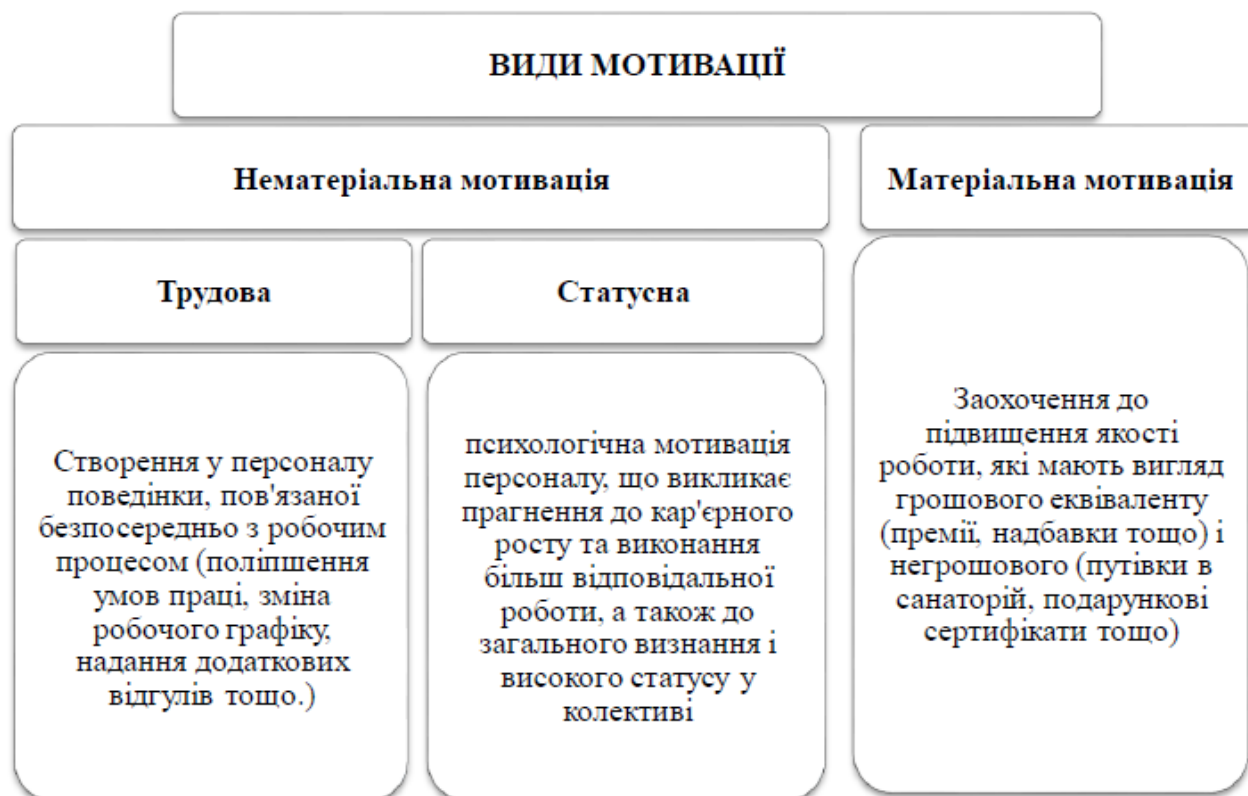 ВИДИ МОТИВАЦІЇ
Нематеріальна мотивація
Матеріальна мотивація
Трудова
Статусна
Створення у персоналу
поведінки, пов'язаної
безпосередньо з робочим
процесом (поліпшення
умов праці, зміна
робочого графіку,
надання додаткових
відгулів тощо.)
психологічна мотивація
персоналу, що викликає
прагнення до кар'єрного
росту та виконання
більш відповідальної
роботи, а також до
загального визнання і
високого статусу у
колективі
Заохочення до
підвищення якості
роботи, які мають вигляд
грошового еквіваленту
(премії, надбавки тощо) і
негрошового (путівки в
санаторій, подарункові
сертифікати тощо)